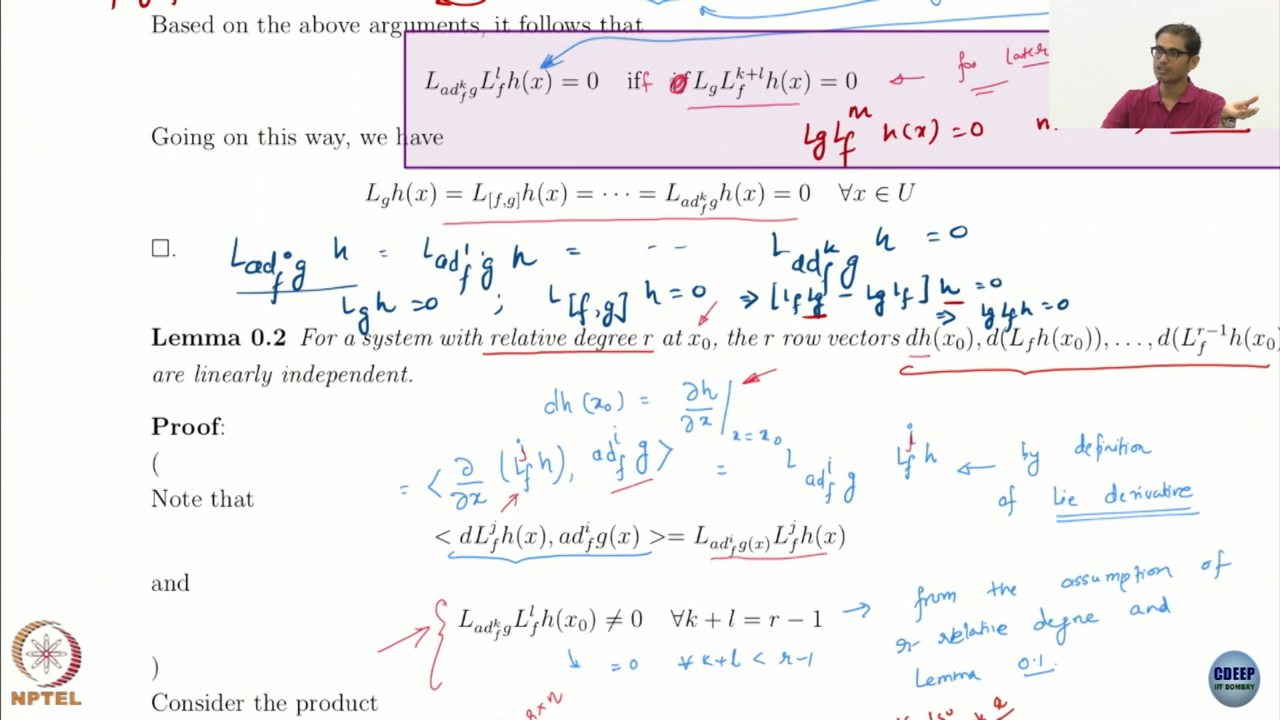 Based on the above arguments, it follows that
L_{ad_f^k g} L_f^l h(x) = 0 iff L_g L_f^{k+l} h(x) = 0 ← for later
L_g L_f^m h(x) = 0
Going on this way, we have
L_g h(x) = L_{[f,g]} h(x) = · · · = L_{ad_f^k g} h(x) = 0 ∀x ∈ U
□. L_{ad_f^0 g} h = L_{ad_f^1 g} h = - - L_{ad_f^k g} h = 0
L_g h = 0 ; L_{[f,g]} h = 0 ⇒ [L_f L_g - L_g L_f] h = 0
⇒ L_g L_f h = 0
Lemma 0.2 For a system with relative degree r at x_0, the r row vectors dh(x_0), d(L_f h(x_0)), . . . , d(L_f^{r-1} h(x_0)
are linearly independent.
dh (x_0) = ∂h/∂x |_{x = x_0}
Proof:
(
= < ∂/∂x (L_f^j h), ad_f^i g > = L_{ad_f^i g} L_f^j h ← by definition
of Lie derivative
Note that
< dL_f^j h(x), ad_f^i g(x) >= L_{ad_f^i g(x)} L_f^j h(x)
and
L_{ad_f^k g} L_f^l h(x_0) ≠ 0 ∀k + l = r − 1 → from the assumption of
relative degree and
= 0 ∀ k+l < r-1
Lemma 0.1.
)
Consider the product
NPTEL
CDEEP
IIT BOMBAY